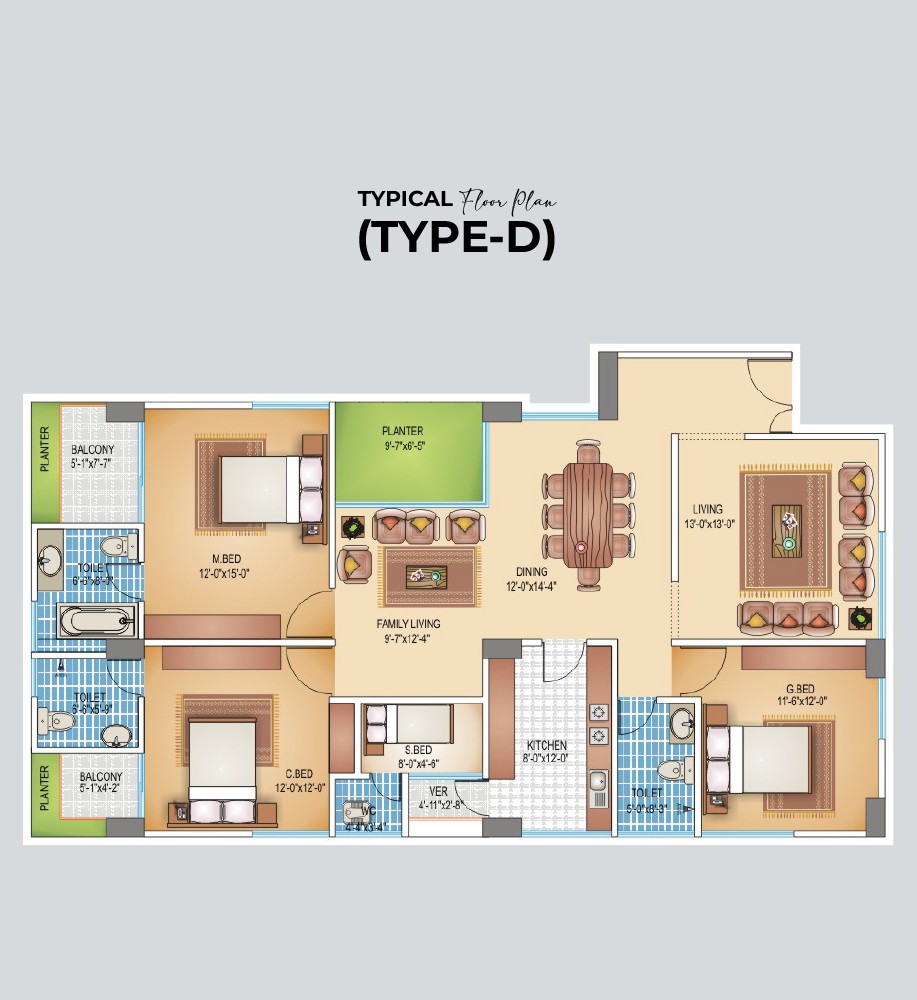 TYPICAL Floor Plan
(TYPE-D)
PLANTER
BALCONY
5'-1"x7'-7"
PLANTER
9'-7"x6'-5"
M.BED
12'-0"x15'-0"
LIVING
13'-0"x13'-0"
DINING
12'-0"x14'-4"
FAMILY LIVING
9'-7"x12'-4"
TOILET
TOILET
6'-6"x5'-9"
G.BED
11'-6"x12'-0"
KITCHEN
8'-0"x12'-0"
S.BED
8'-0"x4'-6"
C.BED
12'-0"x12'-0"
PLANTER
BALCONY
5'-1"x4'-2"
VER
4'-11"x2'-8"
WC
4'-4"x3'-4"
TOILET
5'-0"x8'-3"